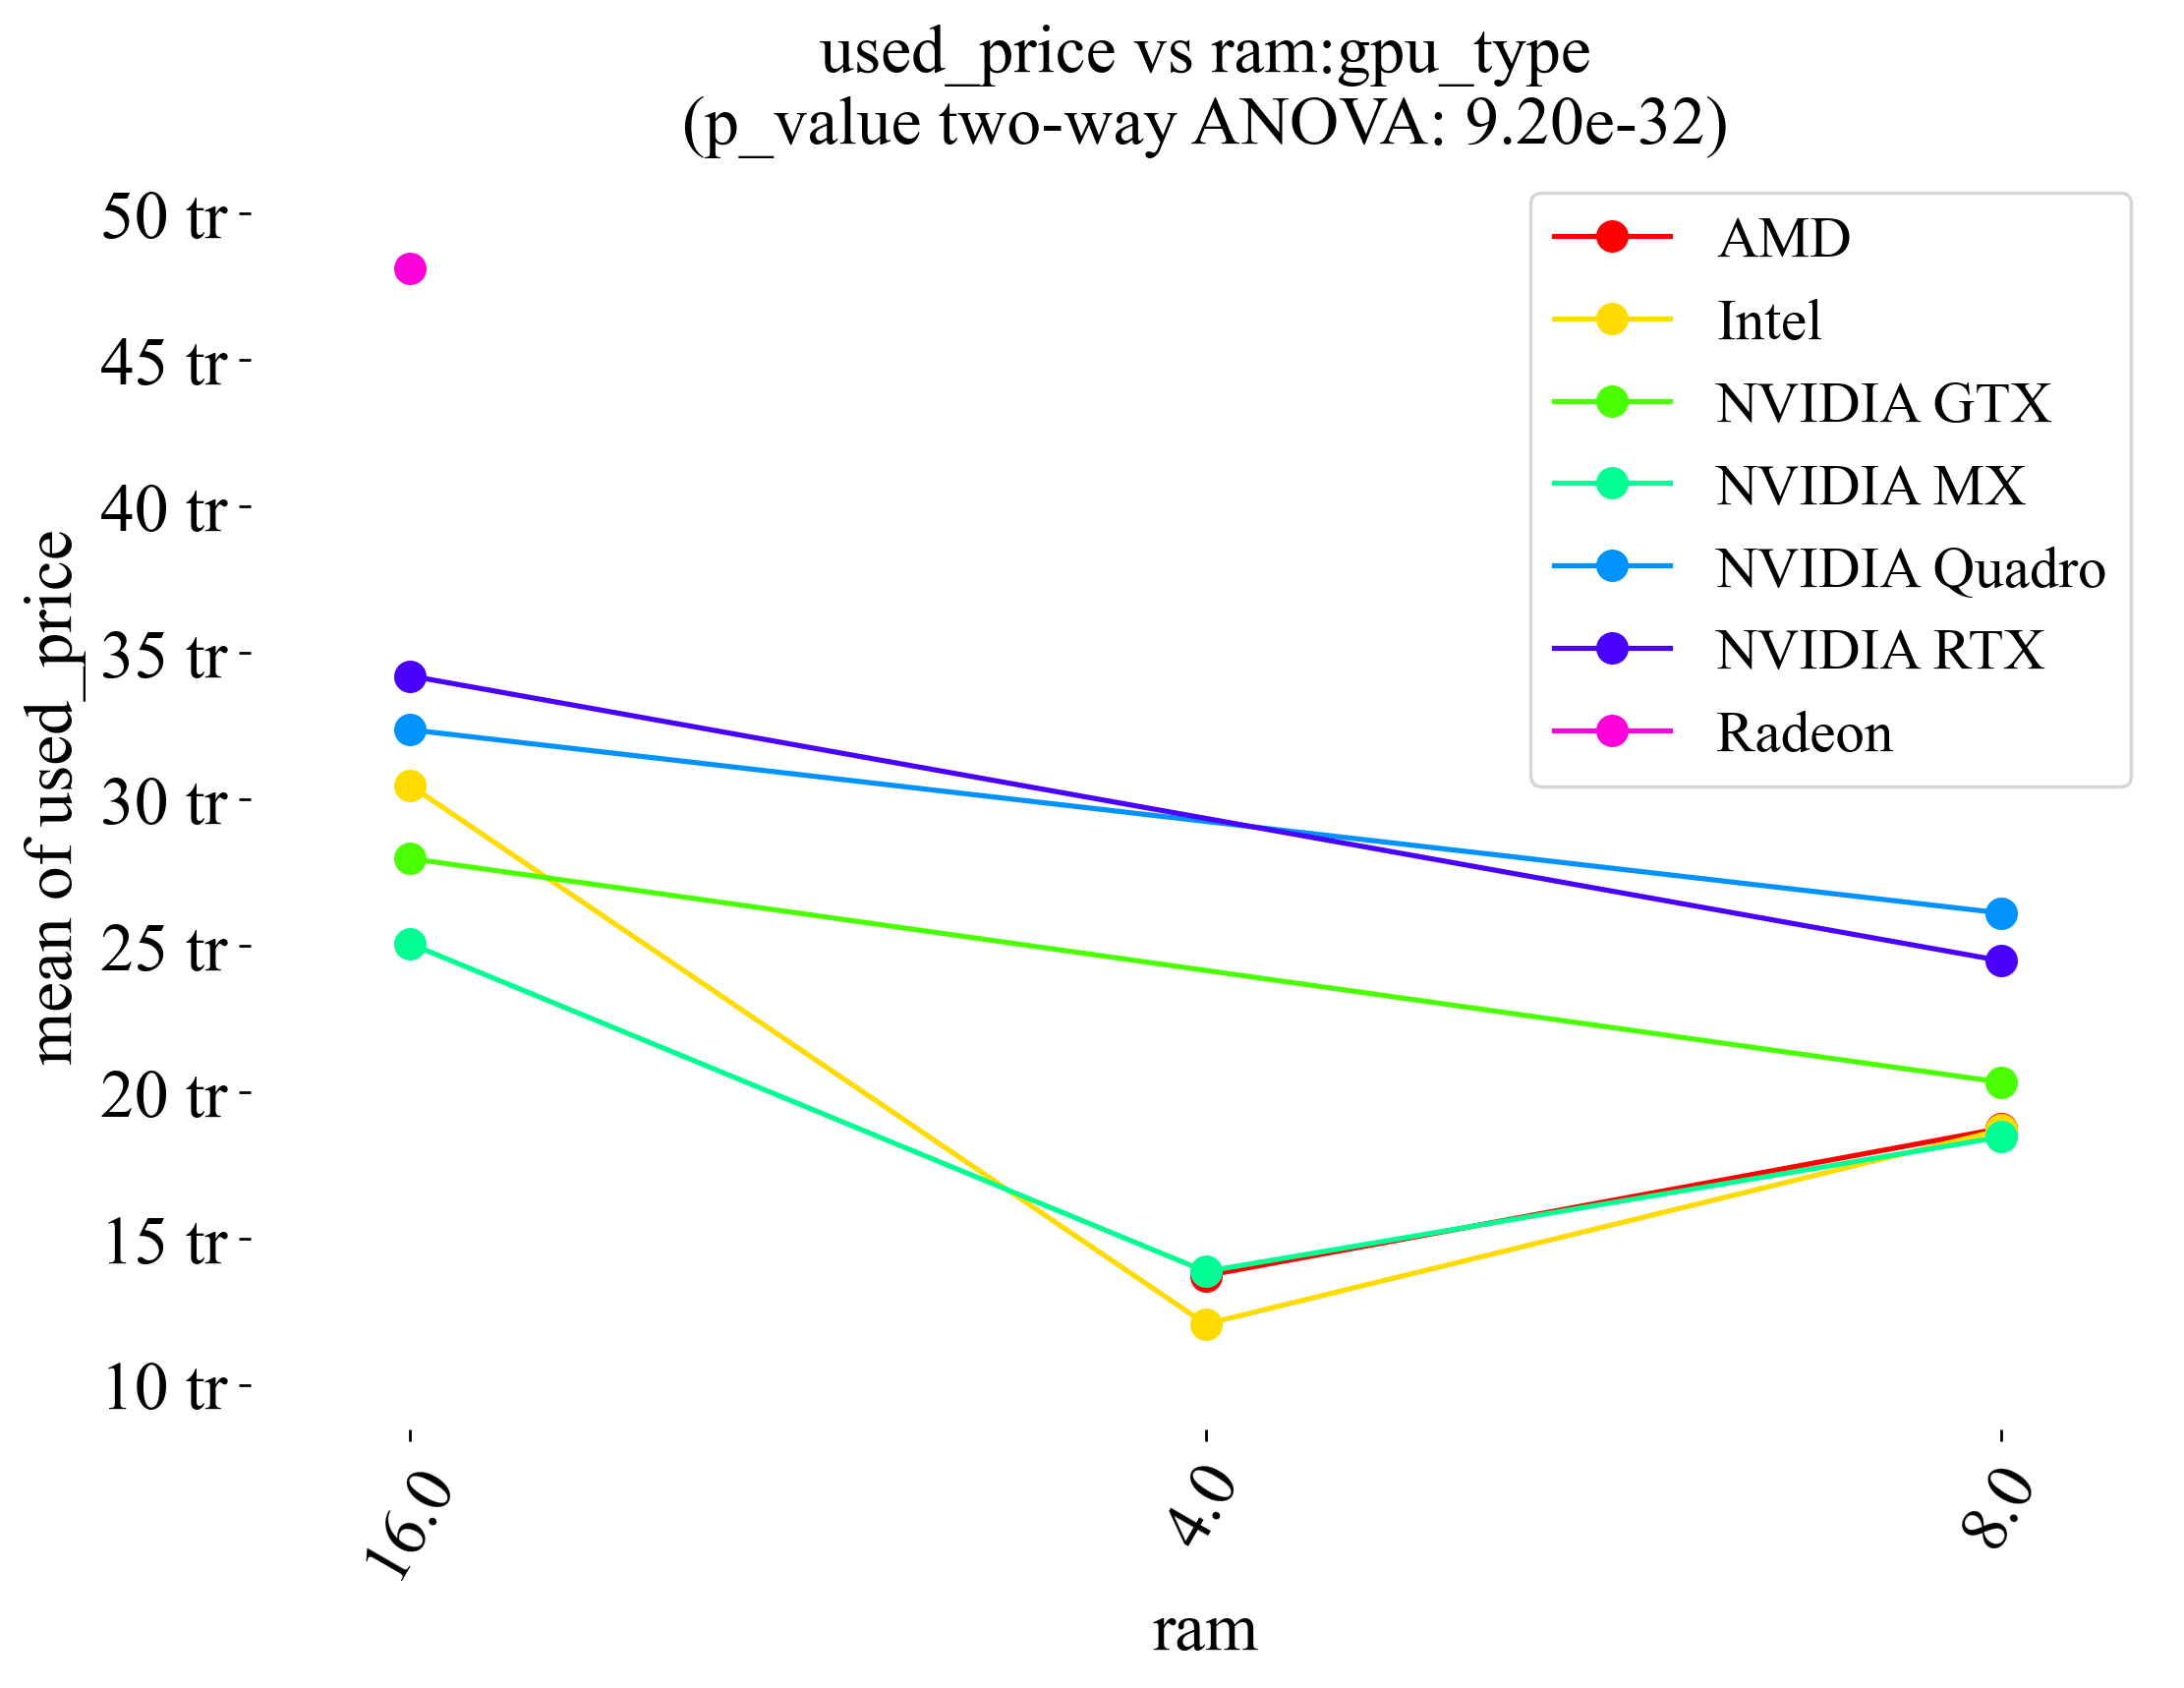 used_price vs ram:gpu_type
(p_value two-way ANOVA: 9.20e-32)
50 tr
45 tr
40 tr
35 tr
30 tr
25 tr
20 tr
15 tr
10 tr
mean of used_price
AMD
Intel
NVIDIA GTX
NVIDIA MX
NVIDIA Quadro
NVIDIA RTX
Radeon
16.0
4.0
8.0
ram